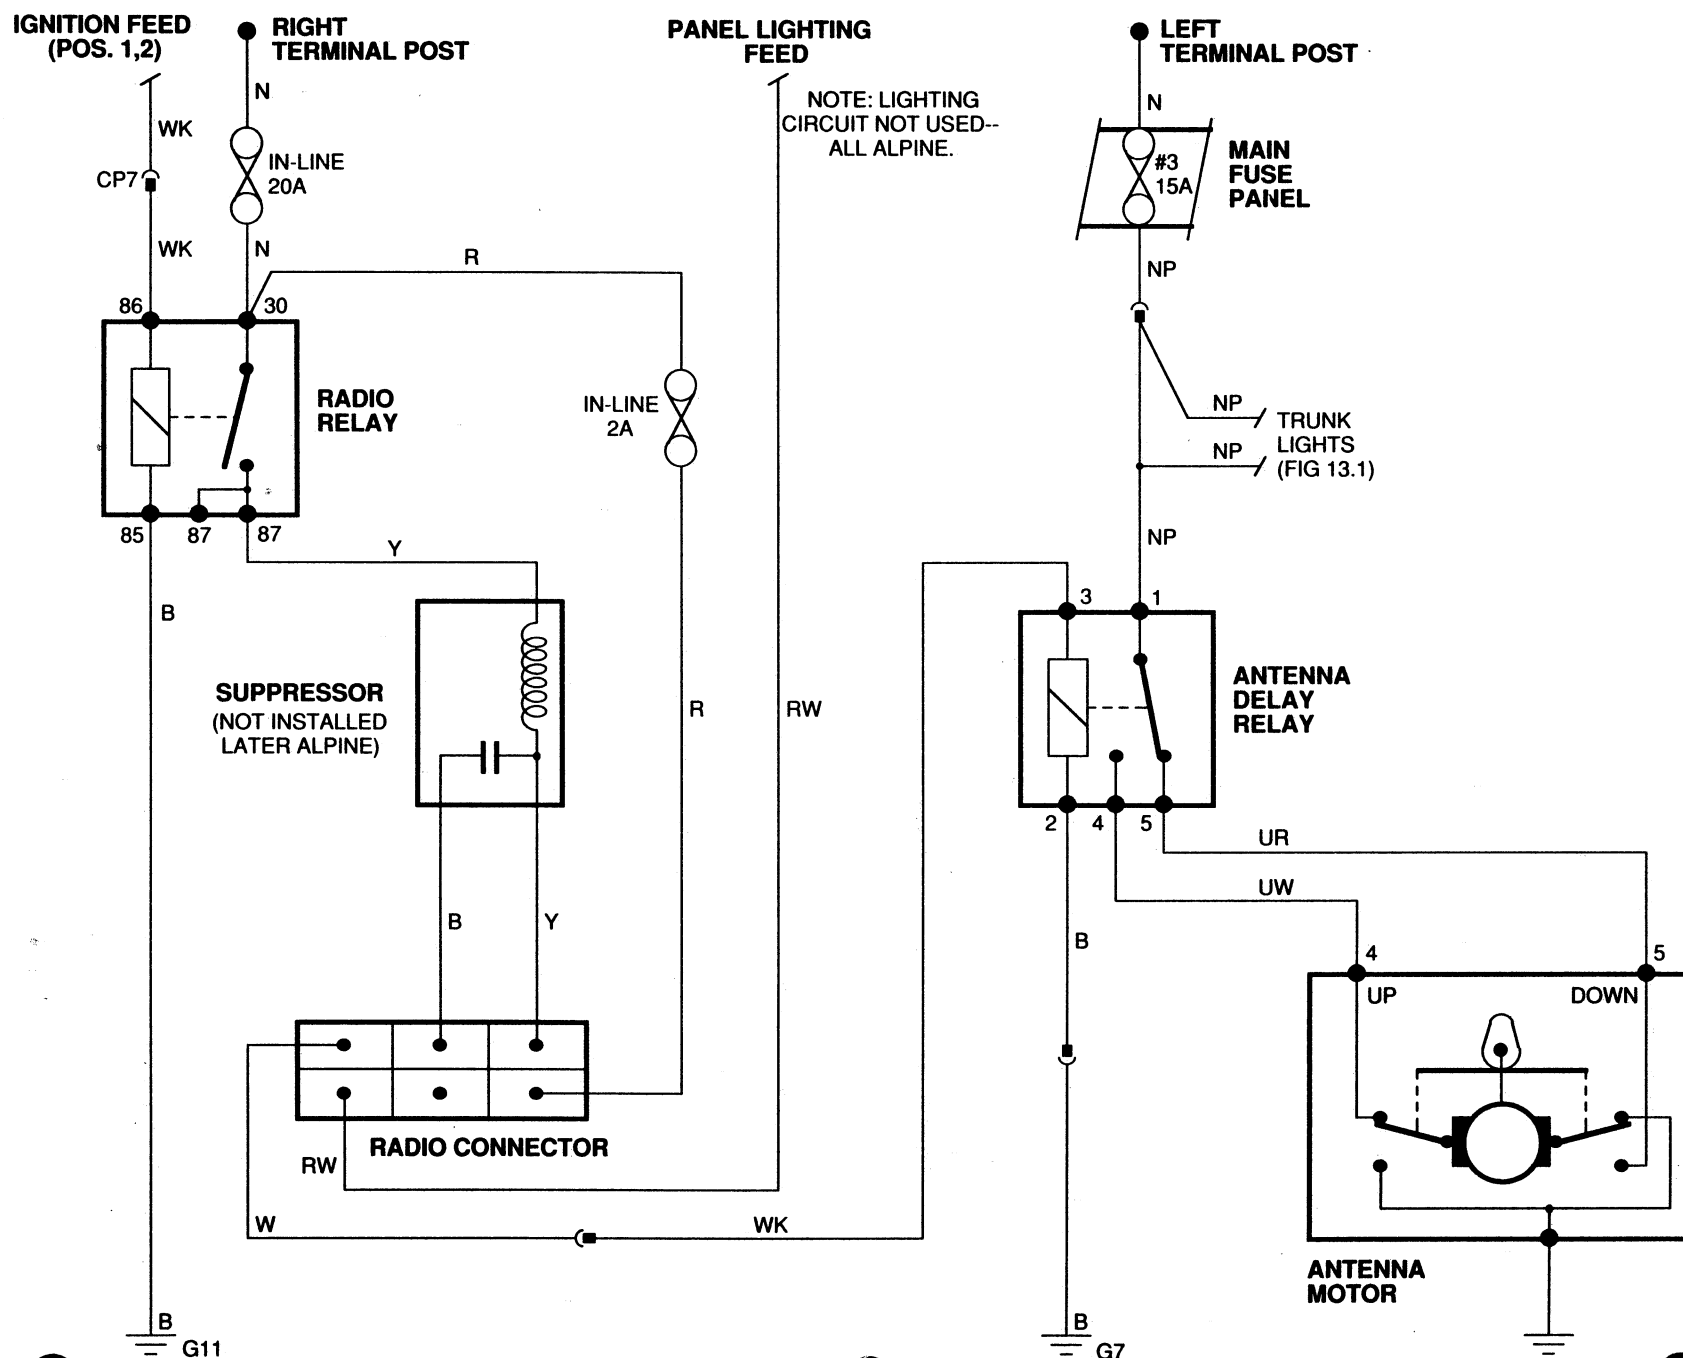 IGNITION FEED
(POS. 1,2)
RIGHT
TERMINAL POST
PANEL LIGHTING
FEED
LEFT
TERMINAL POST
N
WK
CP7
IN-LINE
20A
NOTE: LIGHTING
CIRCUIT NOT USED--
ALL ALPINE.
N
#3
15A
MAIN
FUSE
PANEL
WK
N
R
NP
86
30
RADIO
RELAY
IN-LINE
2A
NP
NP
TRUNK
LIGHTS
(FIG 13.1)
85
87
87
Y
NP
B
3
1
SUPPRESSOR
(NOT INSTALLED
LATER ALPINE)
R
RW
ANTENNA
DELAY
RELAY
2
4
5
UR
UW
B
Y
B
4
5
UP
DOWN
RADIO CONNECTOR
RW
W
WK
ANTENNA
MOTOR
B
G11
B
G7